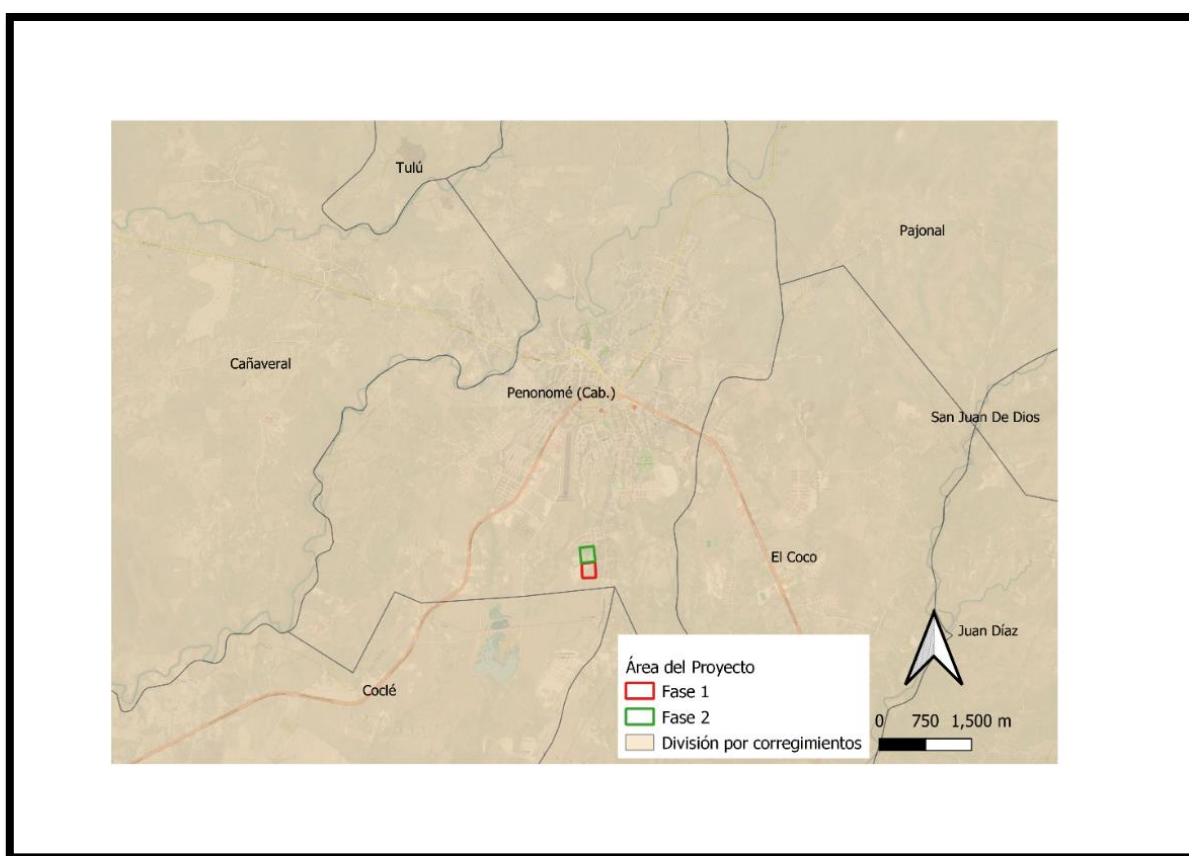 Tulú
Pajonal
Cañaveral
Penonomé (Cab.)
San Juan De Dios
El Coco
Juan Díaz
Coclé
Área del Proyecto
Fase 1
Fase 2
División por corregimientos
0 750 1,500 m